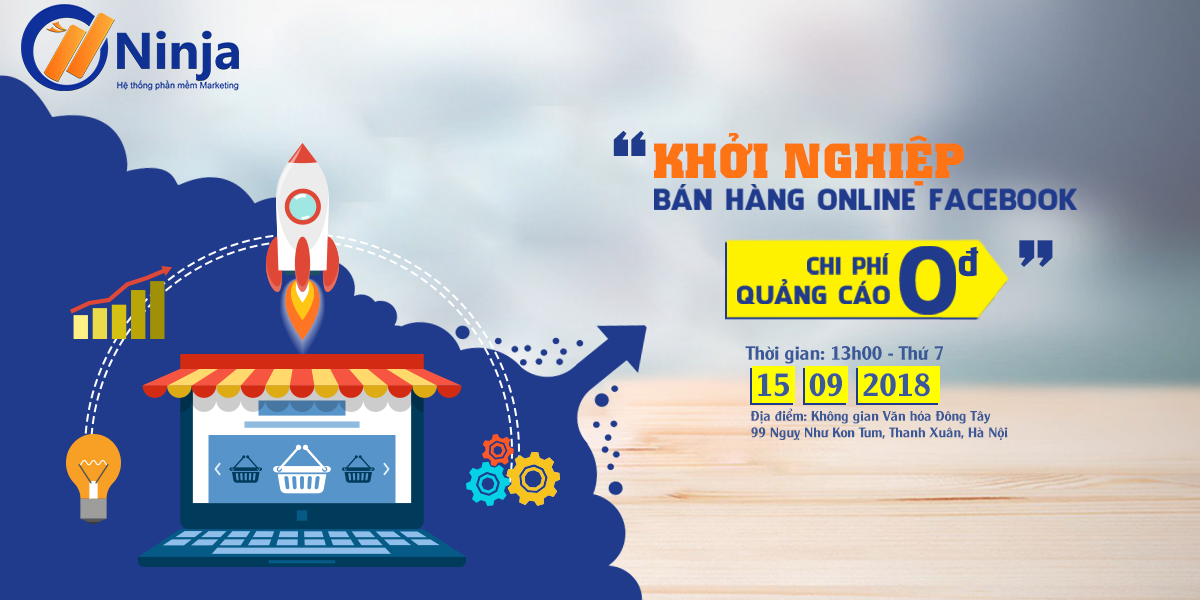 Ninja
Hệ thống phần mềm Marketing
“KHỞI NGHIỆP
BÁN HÀNG ONLINE FACEBOOK
CHI PHÍ
QUẢNG CÁO 0đ”
Thời gian: 13h00 - Thứ 7
15 09 2018
Địa điểm: Không gian Văn hóa Đông Tây
99 Ngụy Như Kon Tum, Thanh Xuân, Hà Nội